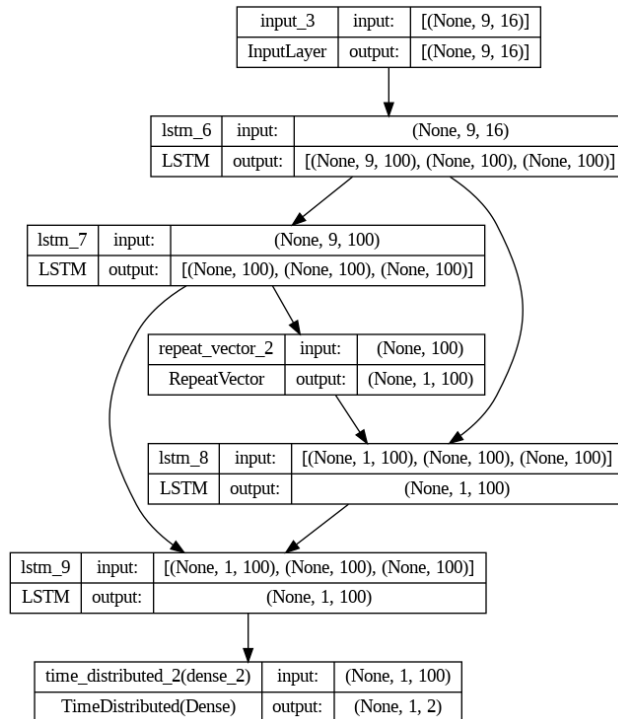 input_3 input: [(None, 9, 16)]
InputLayer output: [(None, 9, 16)]
lstm_6 input: (None, 9, 16)
LSTM output: [(None, 9, 100), (None, 100), (None, 100)]
lstm_7 input: (None, 9, 100)
LSTM output: [(None, 100), (None, 100), (None, 100)]
repeat_vector_2 input: (None, 100)
RepeatVector output: (None, 1, 100)
lstm_8 input: [(None, 1, 100), (None, 100), (None, 100)]
LSTM output: (None, 1, 100)
lstm_9 input: [(None, 1, 100), (None, 100), (None, 100)]
LSTM output: (None, 1, 100)
time_distributed_2(dense_2) input: (None, 1, 100)
TimeDistributed(Dense) output: (None, 1, 2)